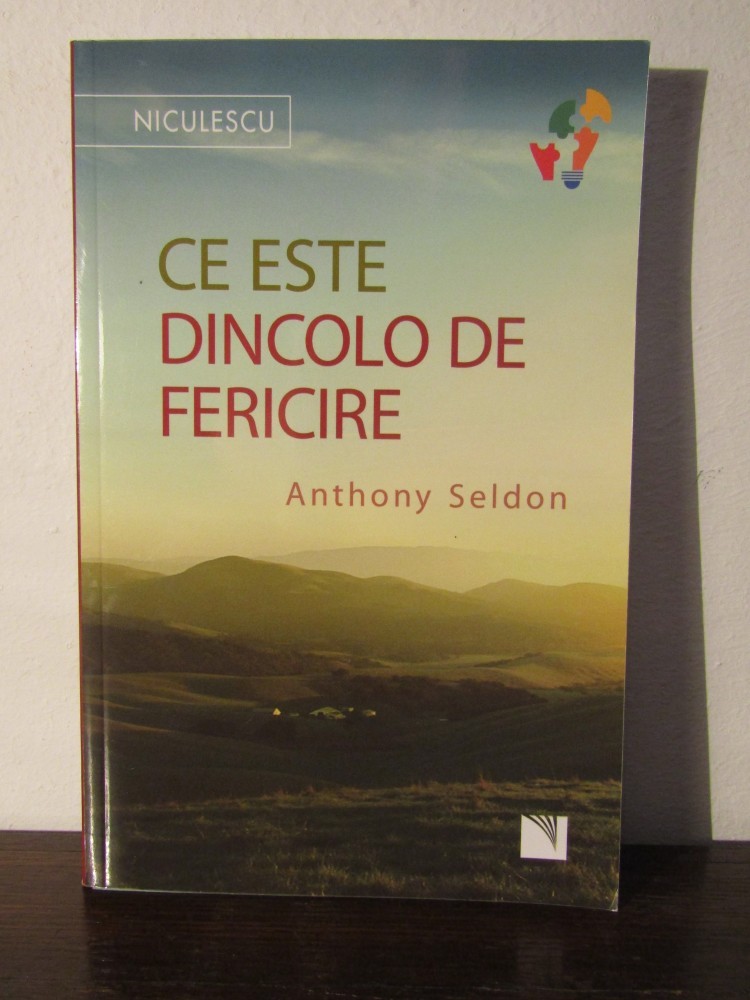 NICULESCU
CE ESTE
DINCOLO DE
FERICIRE
Anthony Seldon